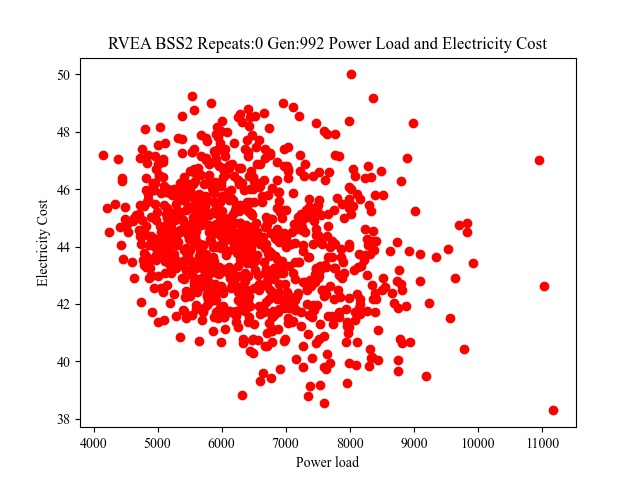 RVEA BSS2 Repeats:0 Gen:992 Power Load and Electricity Cost
50
48
46
44
42
40
38
Electricity Cost
4000 5000 6000 7000 8000 9000 10000 11000
Power load